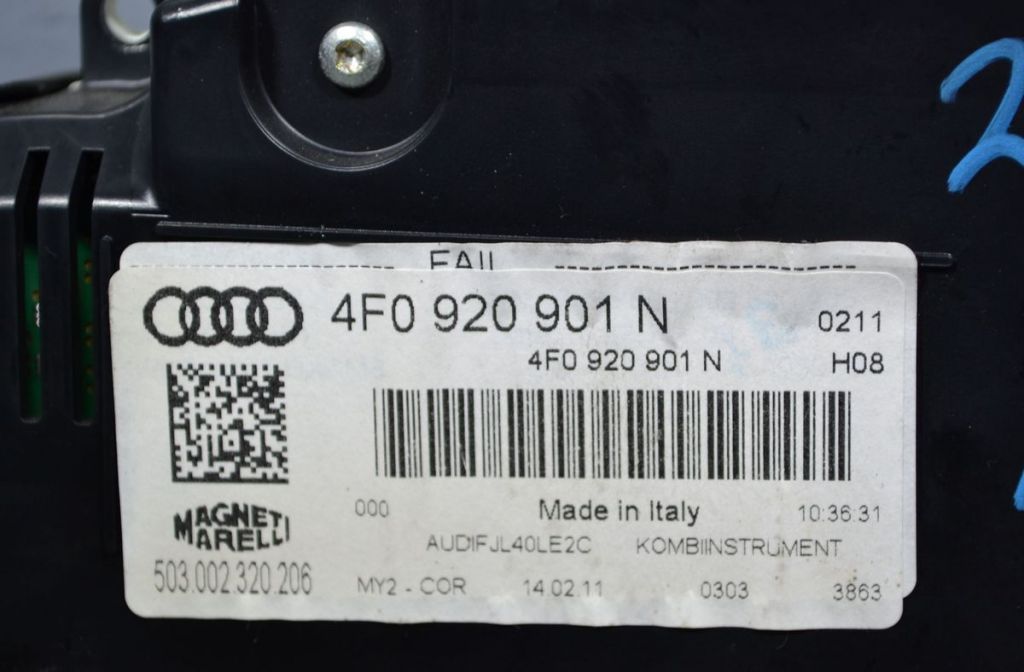 FAIL
4F0 920 901 N 0211
4F0 920 901 N H08
000 Made in Italy 10:36:31
MAGNETI MARELLI
AUDIFJL40LE2C KOMBIINSTRUMENT
503.002.320.206
MY2 - COR 14.02.11 0303 3863